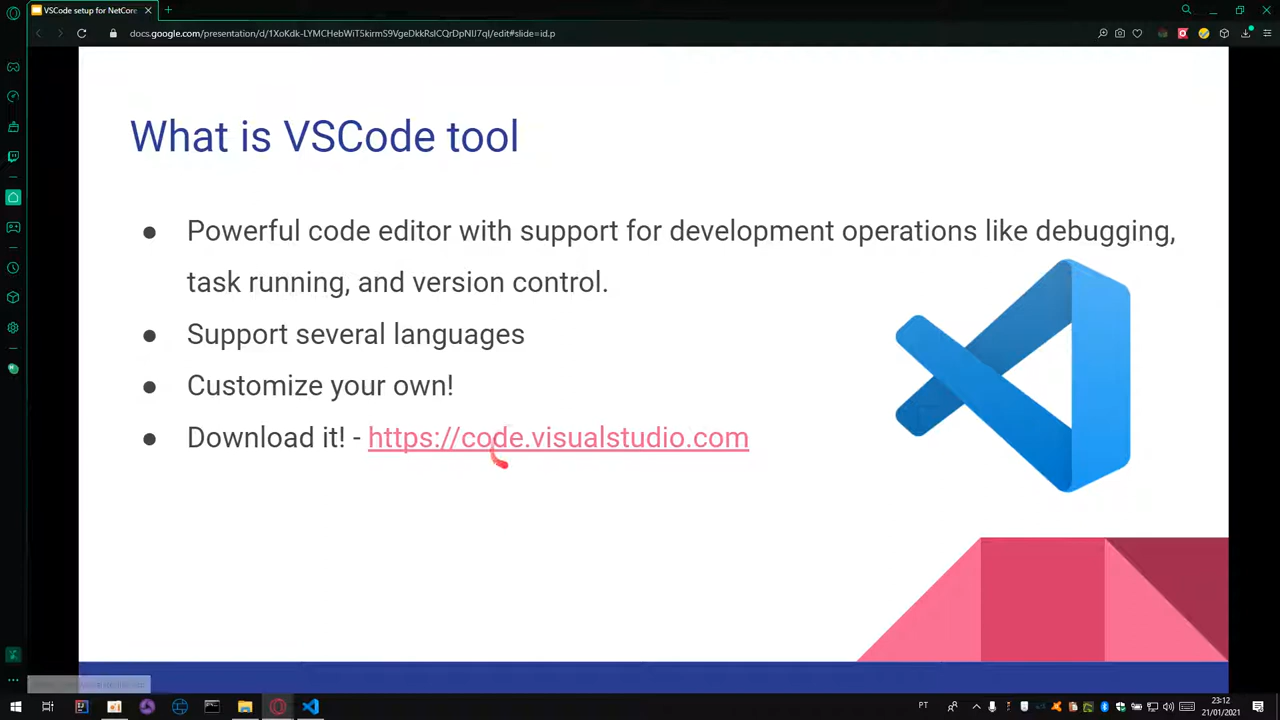 VSCode setup for NetCore
docs.google.com/presentation/d/1XoKdk-LYMCHebWiT5kirmS9VgeDkkRsICQrDpNIJ7qI/edit#slide=id.p
What is VSCode tool
● Powerful code editor with support for development operations like debugging,
task running, and version control.
● Support several languages
● Customize your own!
● Download it! - https://code.visualstudio.com
PT
23:12
21/01/2021